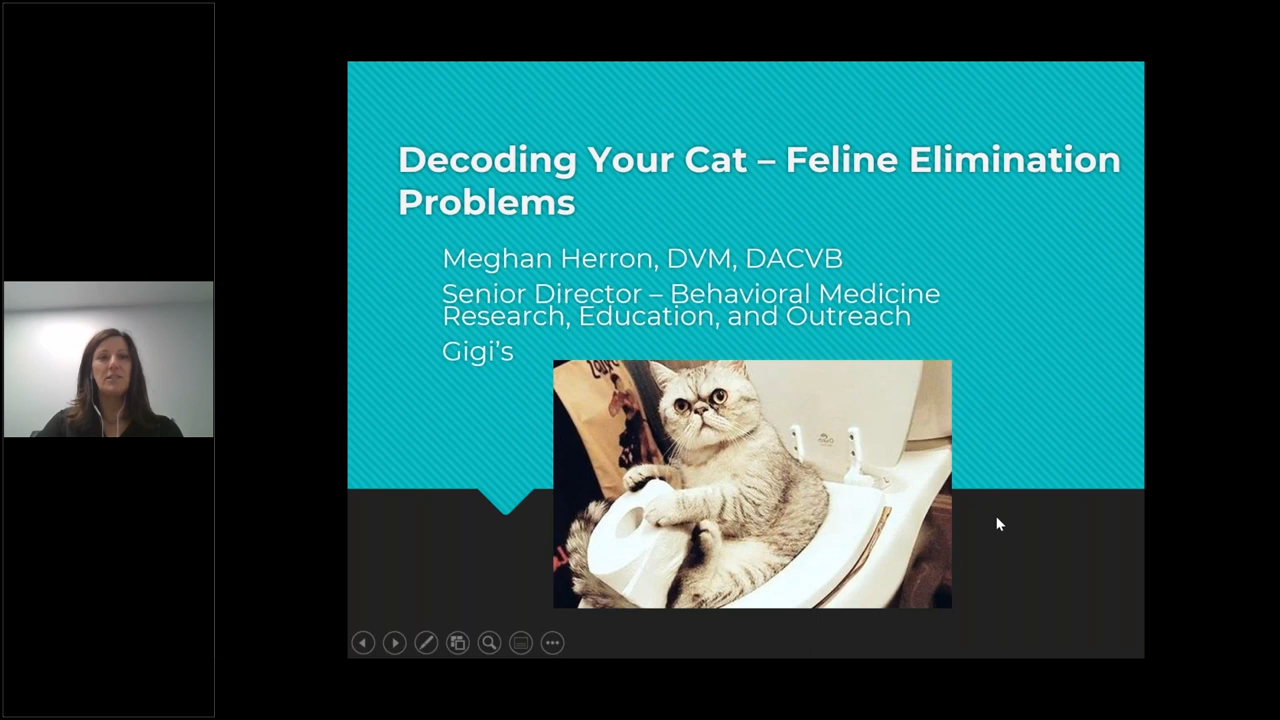 Decoding Your Cat – Feline Elimination
Problems
Meghan Herron, DVM, DACVB
Senior Director – Behavioral Medicine
Research, Education, and Outreach
Gigi's